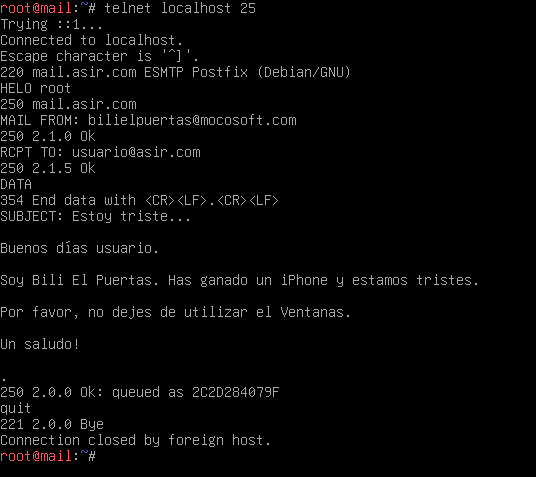 root@mail:~# telnet localhost 25
Trying ::1...
Connected to localhost.
Escape character is '^]'.
220 mail.asir.com ESMTP Postfix (Debian/GNU)
HELO root
250 mail.asir.com
MAIL FROM: bilielpuertas@mocosoft.com
250 2.1.0 Ok
RCPT TO: usuario@asir.com
250 2.1.5 Ok
DATA
354 End data with <CR><LF>.<CR><LF>
SUBJECT: Estoy triste...
Buenos días usuario.
Soy Bili El Puertas. Has ganado un iPhone y estamos tristes.
Por favor, no dejes de utilizar el Ventanas.
Un saludo!
.
250 2.0.0 Ok: queued as 2C2D284079F
quit
221 2.0.0 Bye
Connection closed by foreign host.
root@mail:~#